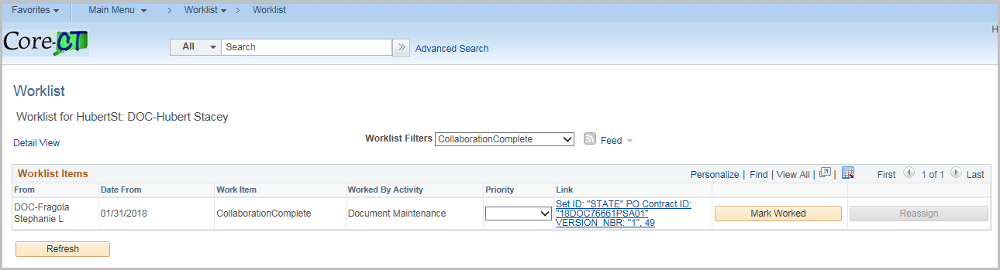 Favorites Main Menu > Worklist > Worklist
H
Core-CT
All Search Advanced Search
Worklist
Worklist for HubertSt: DOC-Hubert Stacey
Detail View Worklist Filters CollaborationComplete Feed
Worklist Items Personalize | Find | View All | | First 1 of 1 Last
From Date From Work Item Worked By Activity Priority Link
DOC-Fragola
Stephanie L
01/31/2018 CollaborationComplete Document Maintenance
Set ID: "STATE" PO Contract ID:
"18DOC76661PSA01"
VERSION_NBR: "1", 49
Mark Worked Reassign
Refresh